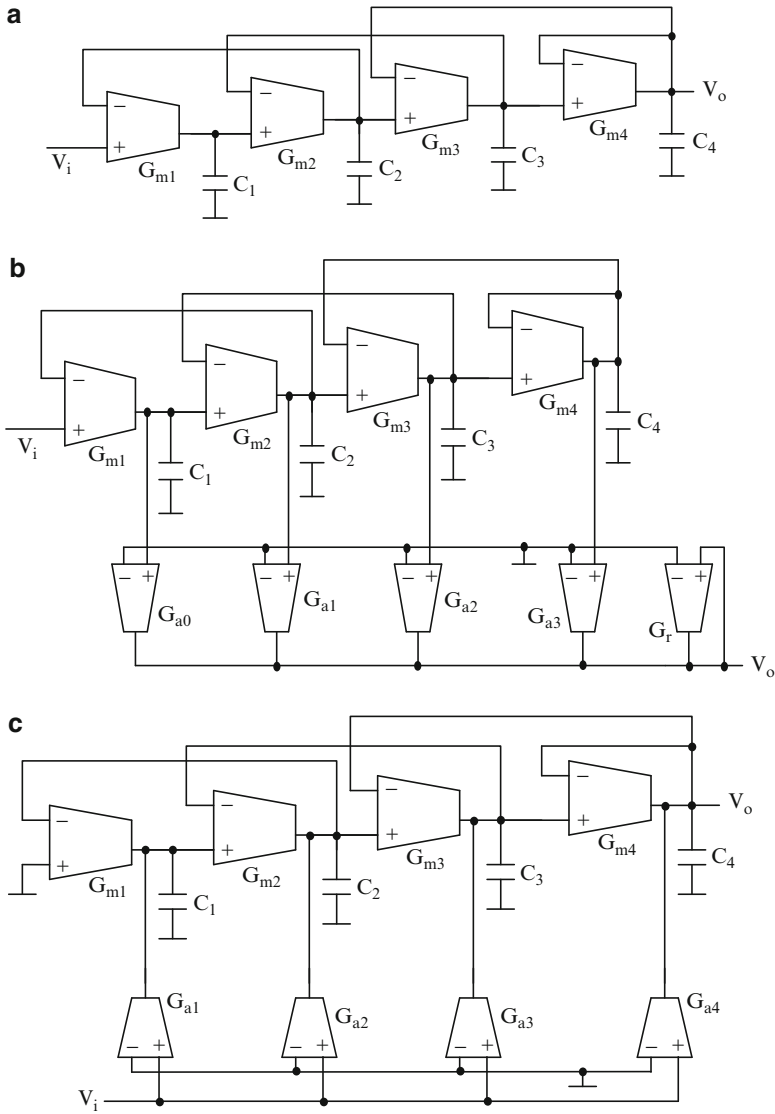 a
− + G_m1 − + G_m2 − + G_m3 − + G_m4
V_i C_1 C_2 C_3 C_4 V_o
b
− + G_m1 − + G_m2 − + G_m3 − + G_m4
V_i C_1 C_2 C_3 C_4
− + G_a0 − + G_a1 − + G_a2 − + G_a3 − + G_r
V_o
c
− + G_m1 − + G_m2 − + G_m3 − + G_m4 V_o
C_1 C_2 C_3 C_4
− + G_a1 − + G_a2 − + G_a3 − + G_a4
V_i